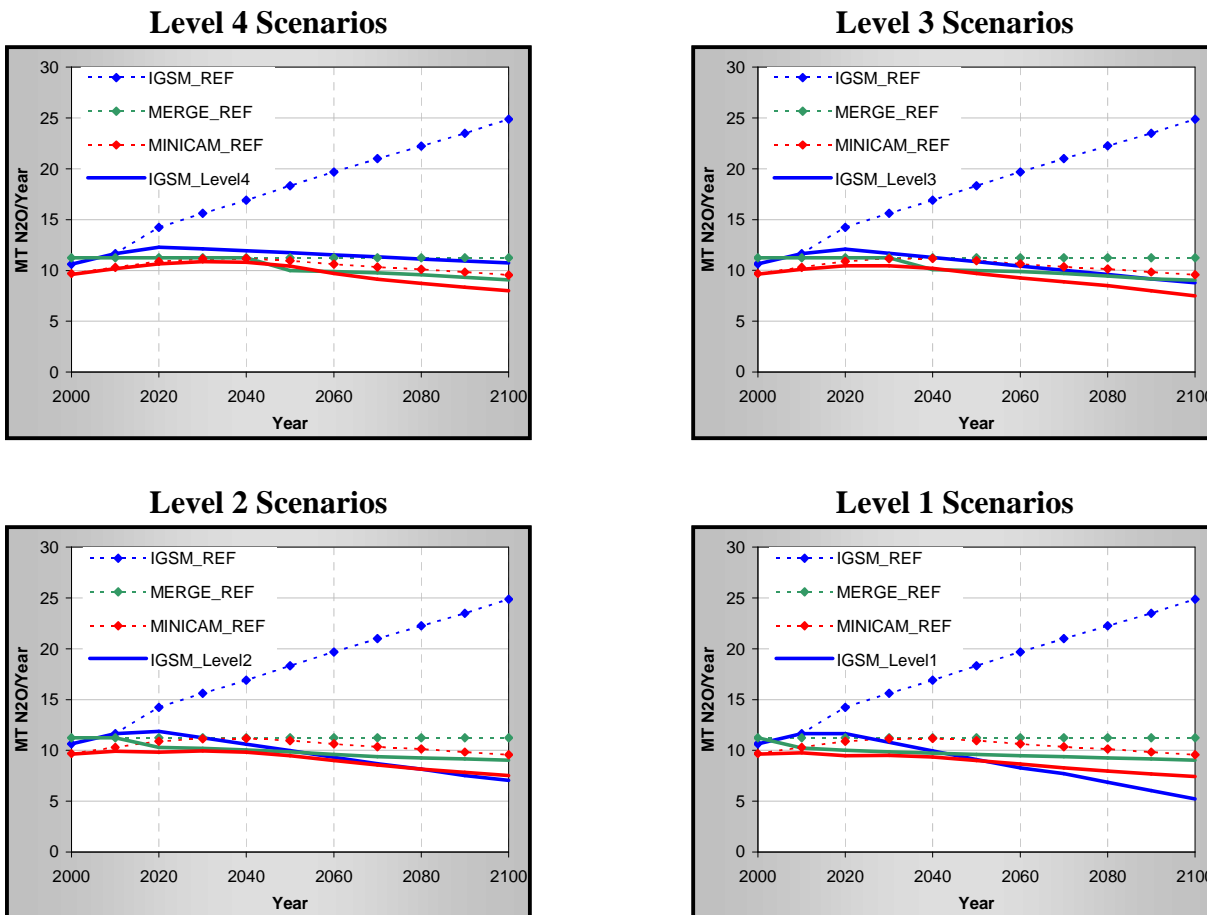 Level 4 Scenarios
30
25
20
15
10
5
0
MT N2O/Year
IGSM_REF
MERGE_REF
MINICAM_REF
IGSM_Level4
2000 2020 2040 2060 2080 2100
Year
Level 3 Scenarios
30
25
20
15
10
5
0
MT N2O/Year
IGSM_REF
MERGE_REF
MINICAM_REF
IGSM_Level3
2000 2020 2040 2060 2080 2100
Year
Level 2 Scenarios
30
25
20
15
10
5
0
MT N2O/Year
IGSM_REF
MERGE_REF
MINICAM_REF
IGSM_Level2
2000 2020 2040 2060 2080 2100
Year
Level 1 Scenarios
30
25
20
15
10
5
0
MT N2O/Year
IGSM_REF
MERGE_REF
MINICAM_REF
IGSM_Level1
2000 2020 2040 2060 2080 2100
Year